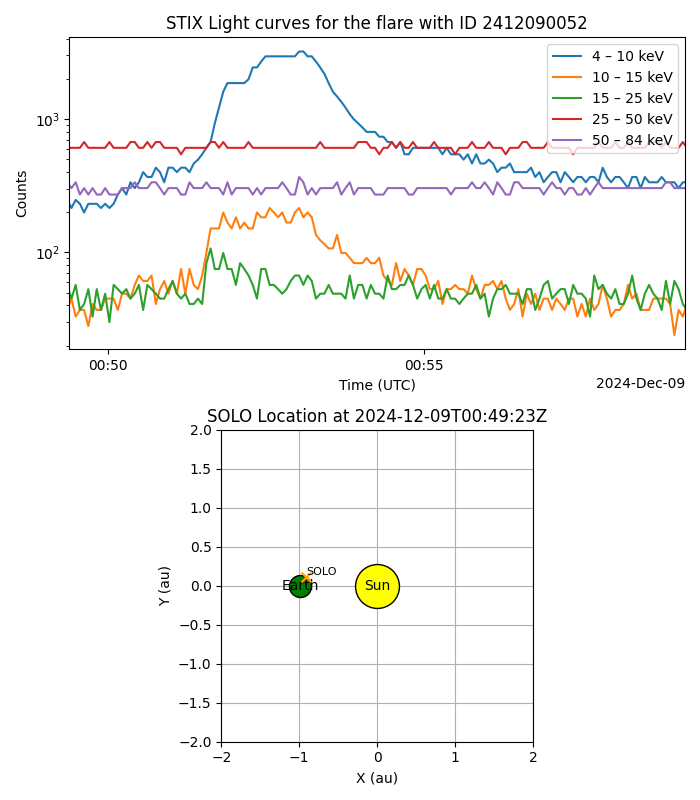 STIX Light curves for the flare with ID 2412090052
4 – 10 keV
10 – 15 keV
15 – 25 keV
25 – 50 keV
50 – 84 keV
10³
10²
Counts
00:50
00:55
Time (UTC)
2024-Dec-09
SOLO Location at 2024-12-09T00:49:23Z
2.0
1.5
1.0
0.5
0.0
−0.5
−1.0
−1.5
−2.0
Y (au)
SOLO
Earth
Sun
−2
−1
0
1
2
X (au)